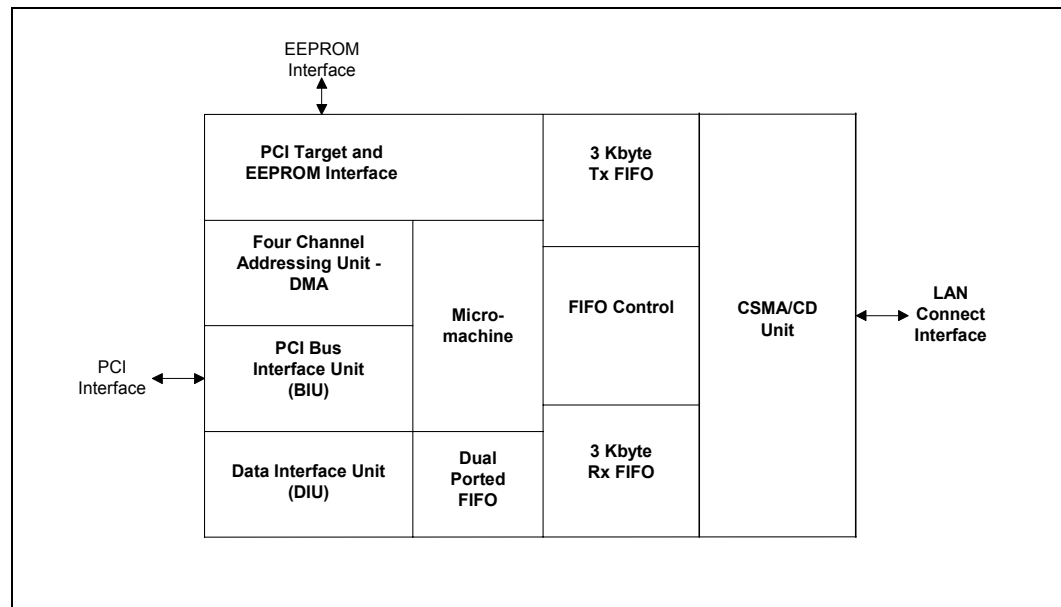 EEPROM
Interface
PCI Target and
EEPROM Interface
3 Kbyte
Tx FIFO
Four Channel
Addressing Unit -
DMA
Micro-
machine
FIFO Control
CSMA/CD
Unit
LAN
Connect
Interface
PCI
Interface
PCI Bus
Interface Unit
(BIU)
Data Interface Unit
(DIU)
Dual
Ported
FIFO
3 Kbyte
Rx FIFO